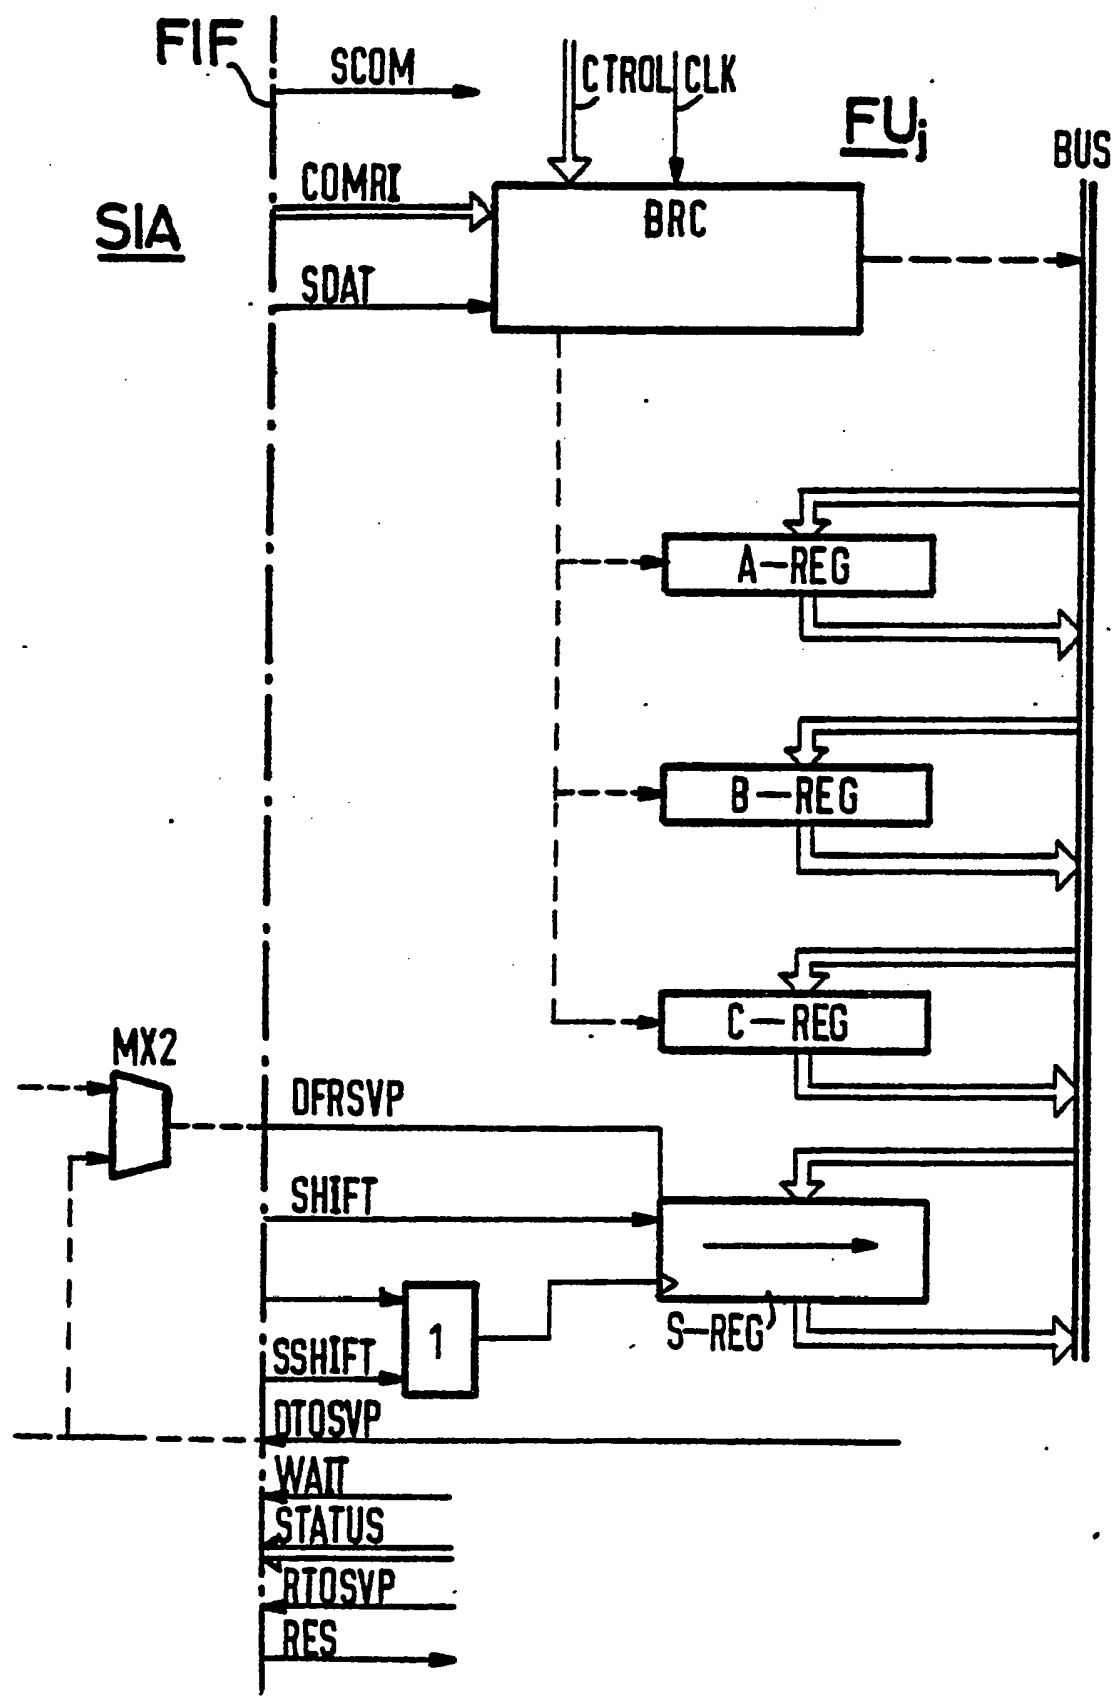 FIF
SCOM
CTROL
CLK
FUj
BUS
COMRI
BRC
SIA
SDAT
A-REG
B-REG
C-REG
MX2
DFRSVP
SHIFT
1
S-REG
SSHIFT
DTOSVP
WAIT
STATUS
RTOSVP
RES